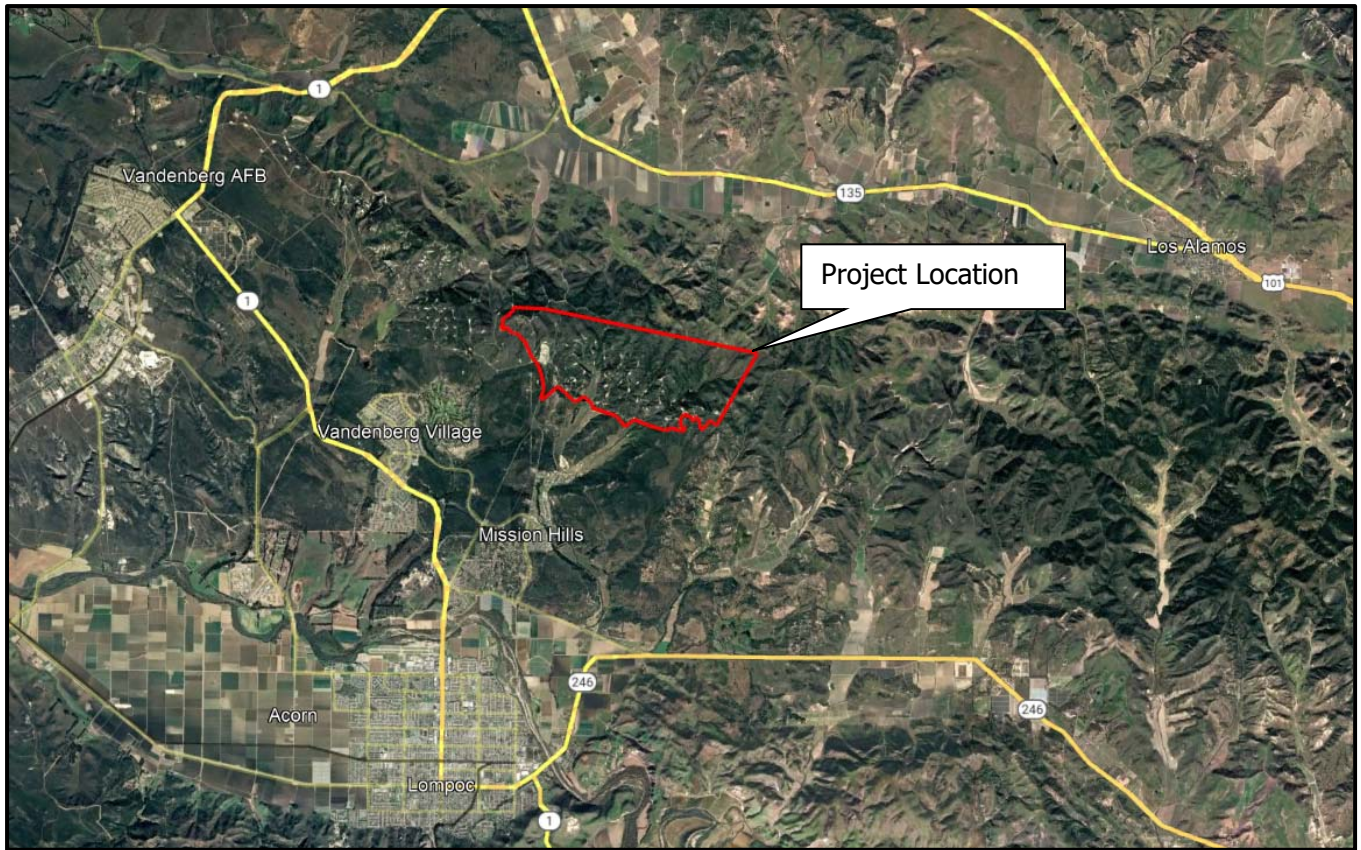 1
Vandenberg AFB
135
Project Location
Los Alamos
101
1
Vandenberg Village
Mission Hills
246
246
Acorn
Lompoc
1